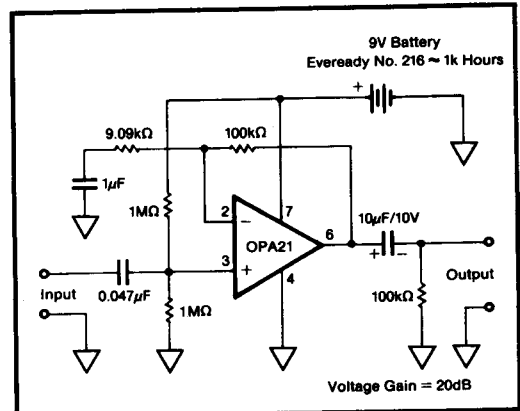 9V Battery
Eveready No. 216 ~ 1k Hours
+
9.09kΩ
100kΩ
1µF
1MΩ
2
−
7
OPA21
6
10µF/10V
+
−
3
+
4
Input
0.047µF
1MΩ
100kΩ
Output
Voltage Gain = 20dB